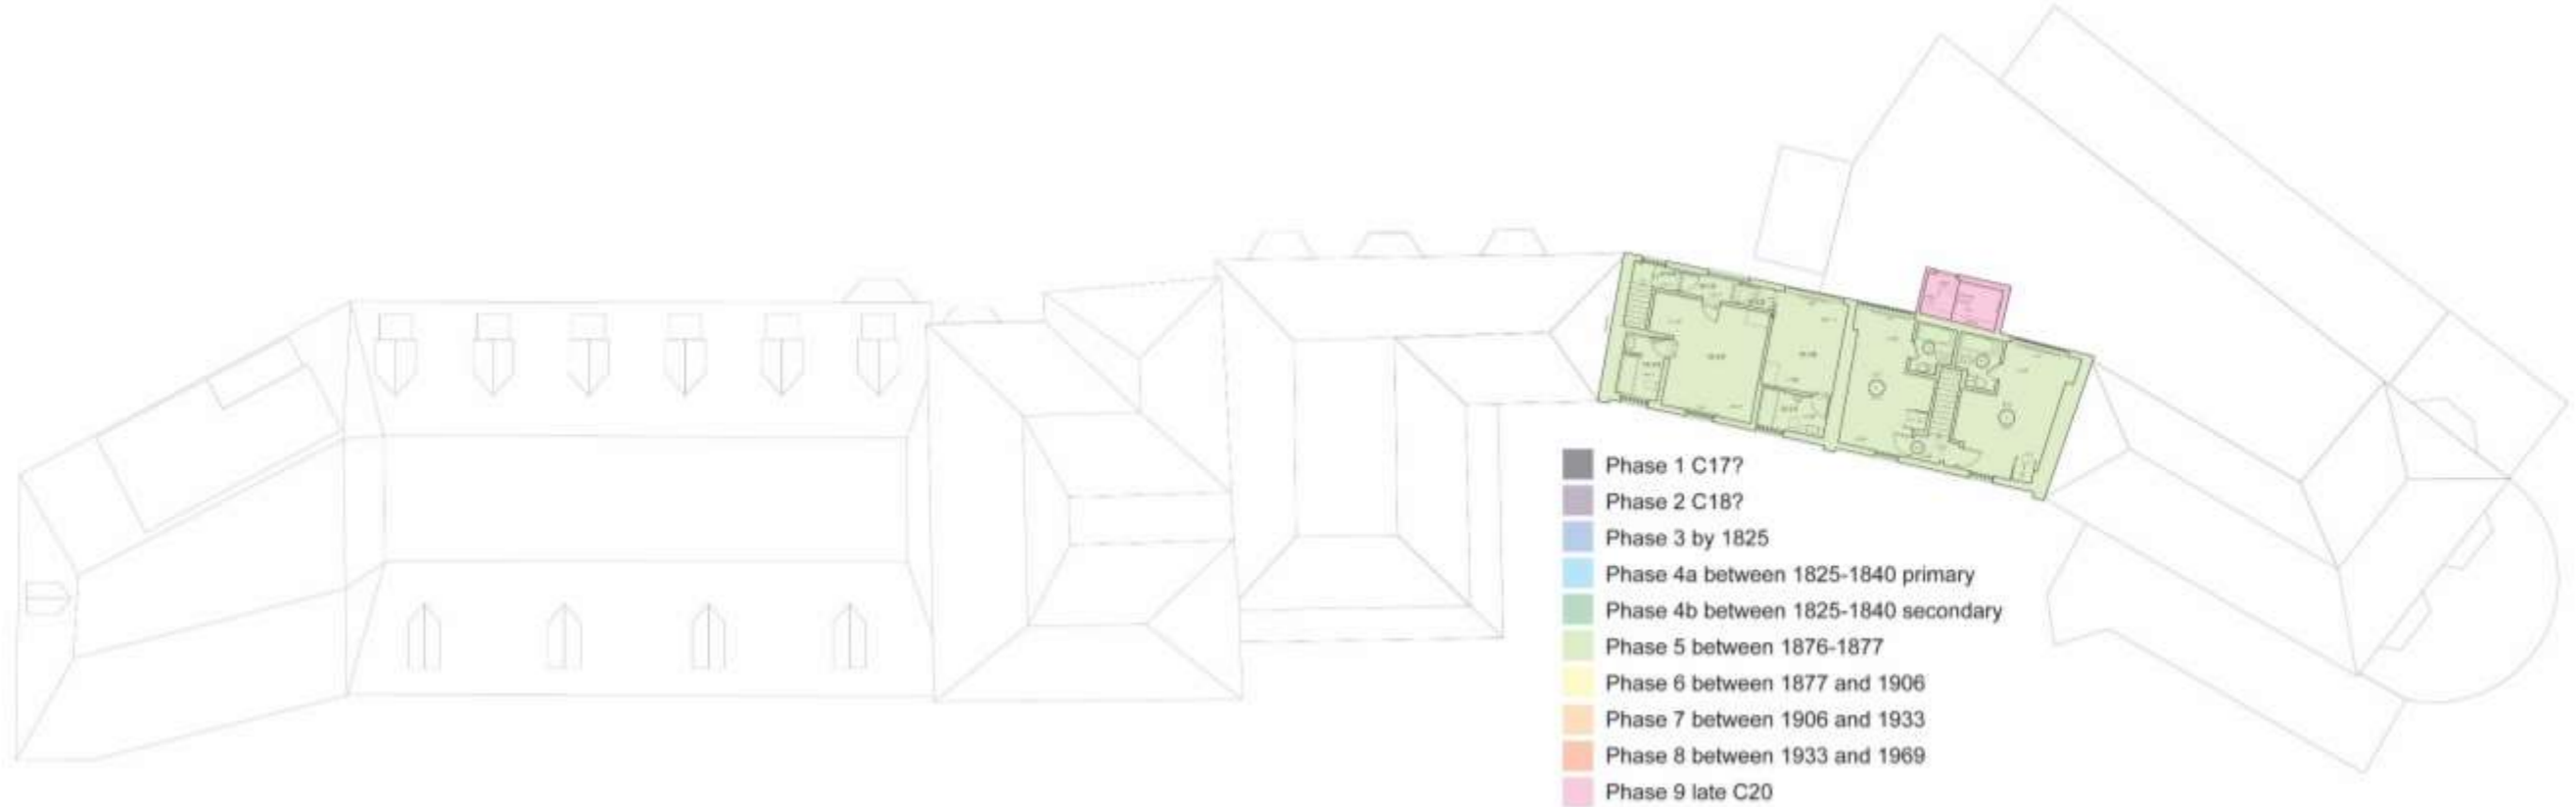 Phase 1 C17?
Phase 2 C18?
Phase 3 by 1825
Phase 4a between 1825-1840 primary
Phase 4b between 1825-1840 secondary
Phase 5 between 1876-1877
Phase 6 between 1877 and 1906
Phase 7 between 1906 and 1933
Phase 8 between 1933 and 1969
Phase 9 late C20